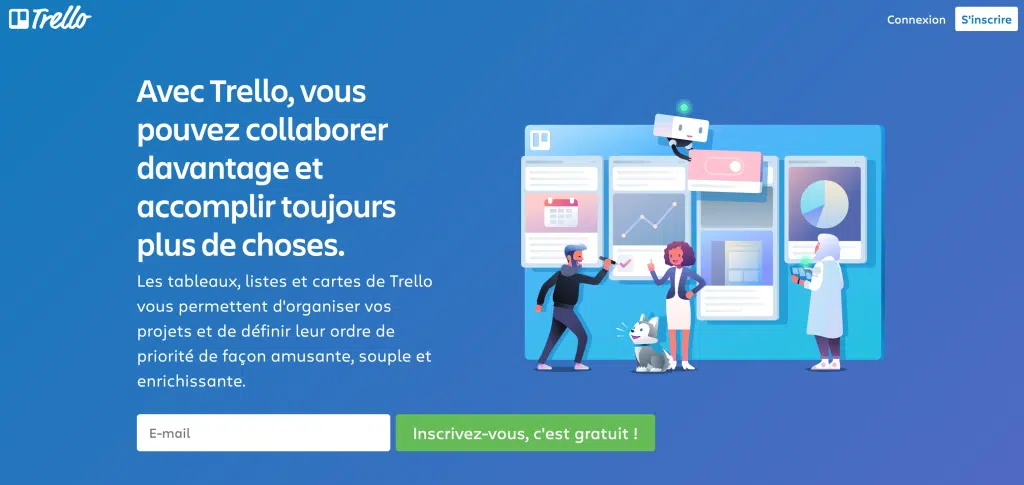 Trello
Connexion
S'inscrire
Avec Trello, vous
pouvez collaborer
davantage et
accomplir toujours
plus de choses.
Les tableaux, listes et cartes de Trello
vous permettent d'organiser vos
projets et de définir leur ordre de
priorité de façon amusante, souple et
enrichissante.
E-mail
Inscrivez-vous, c'est gratuit !